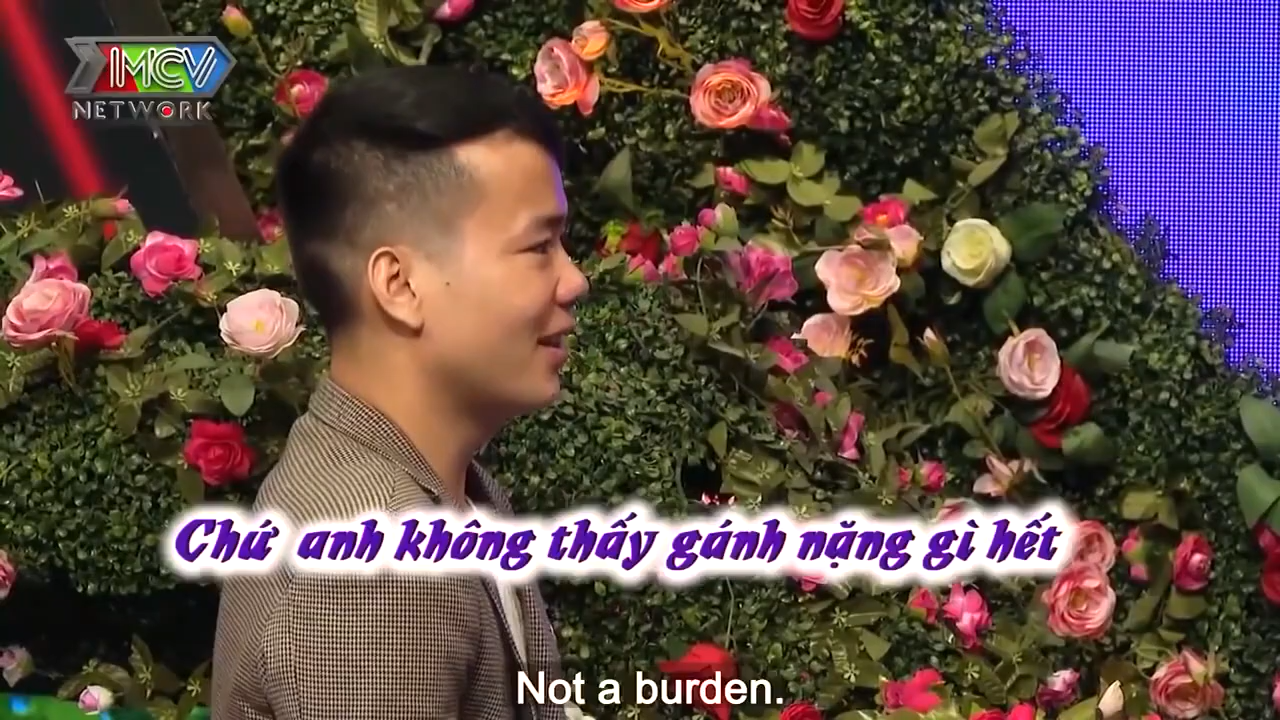 MCV
NETWORK
Chứ anh không thấy gánh nặng gì hết
Not a burden.